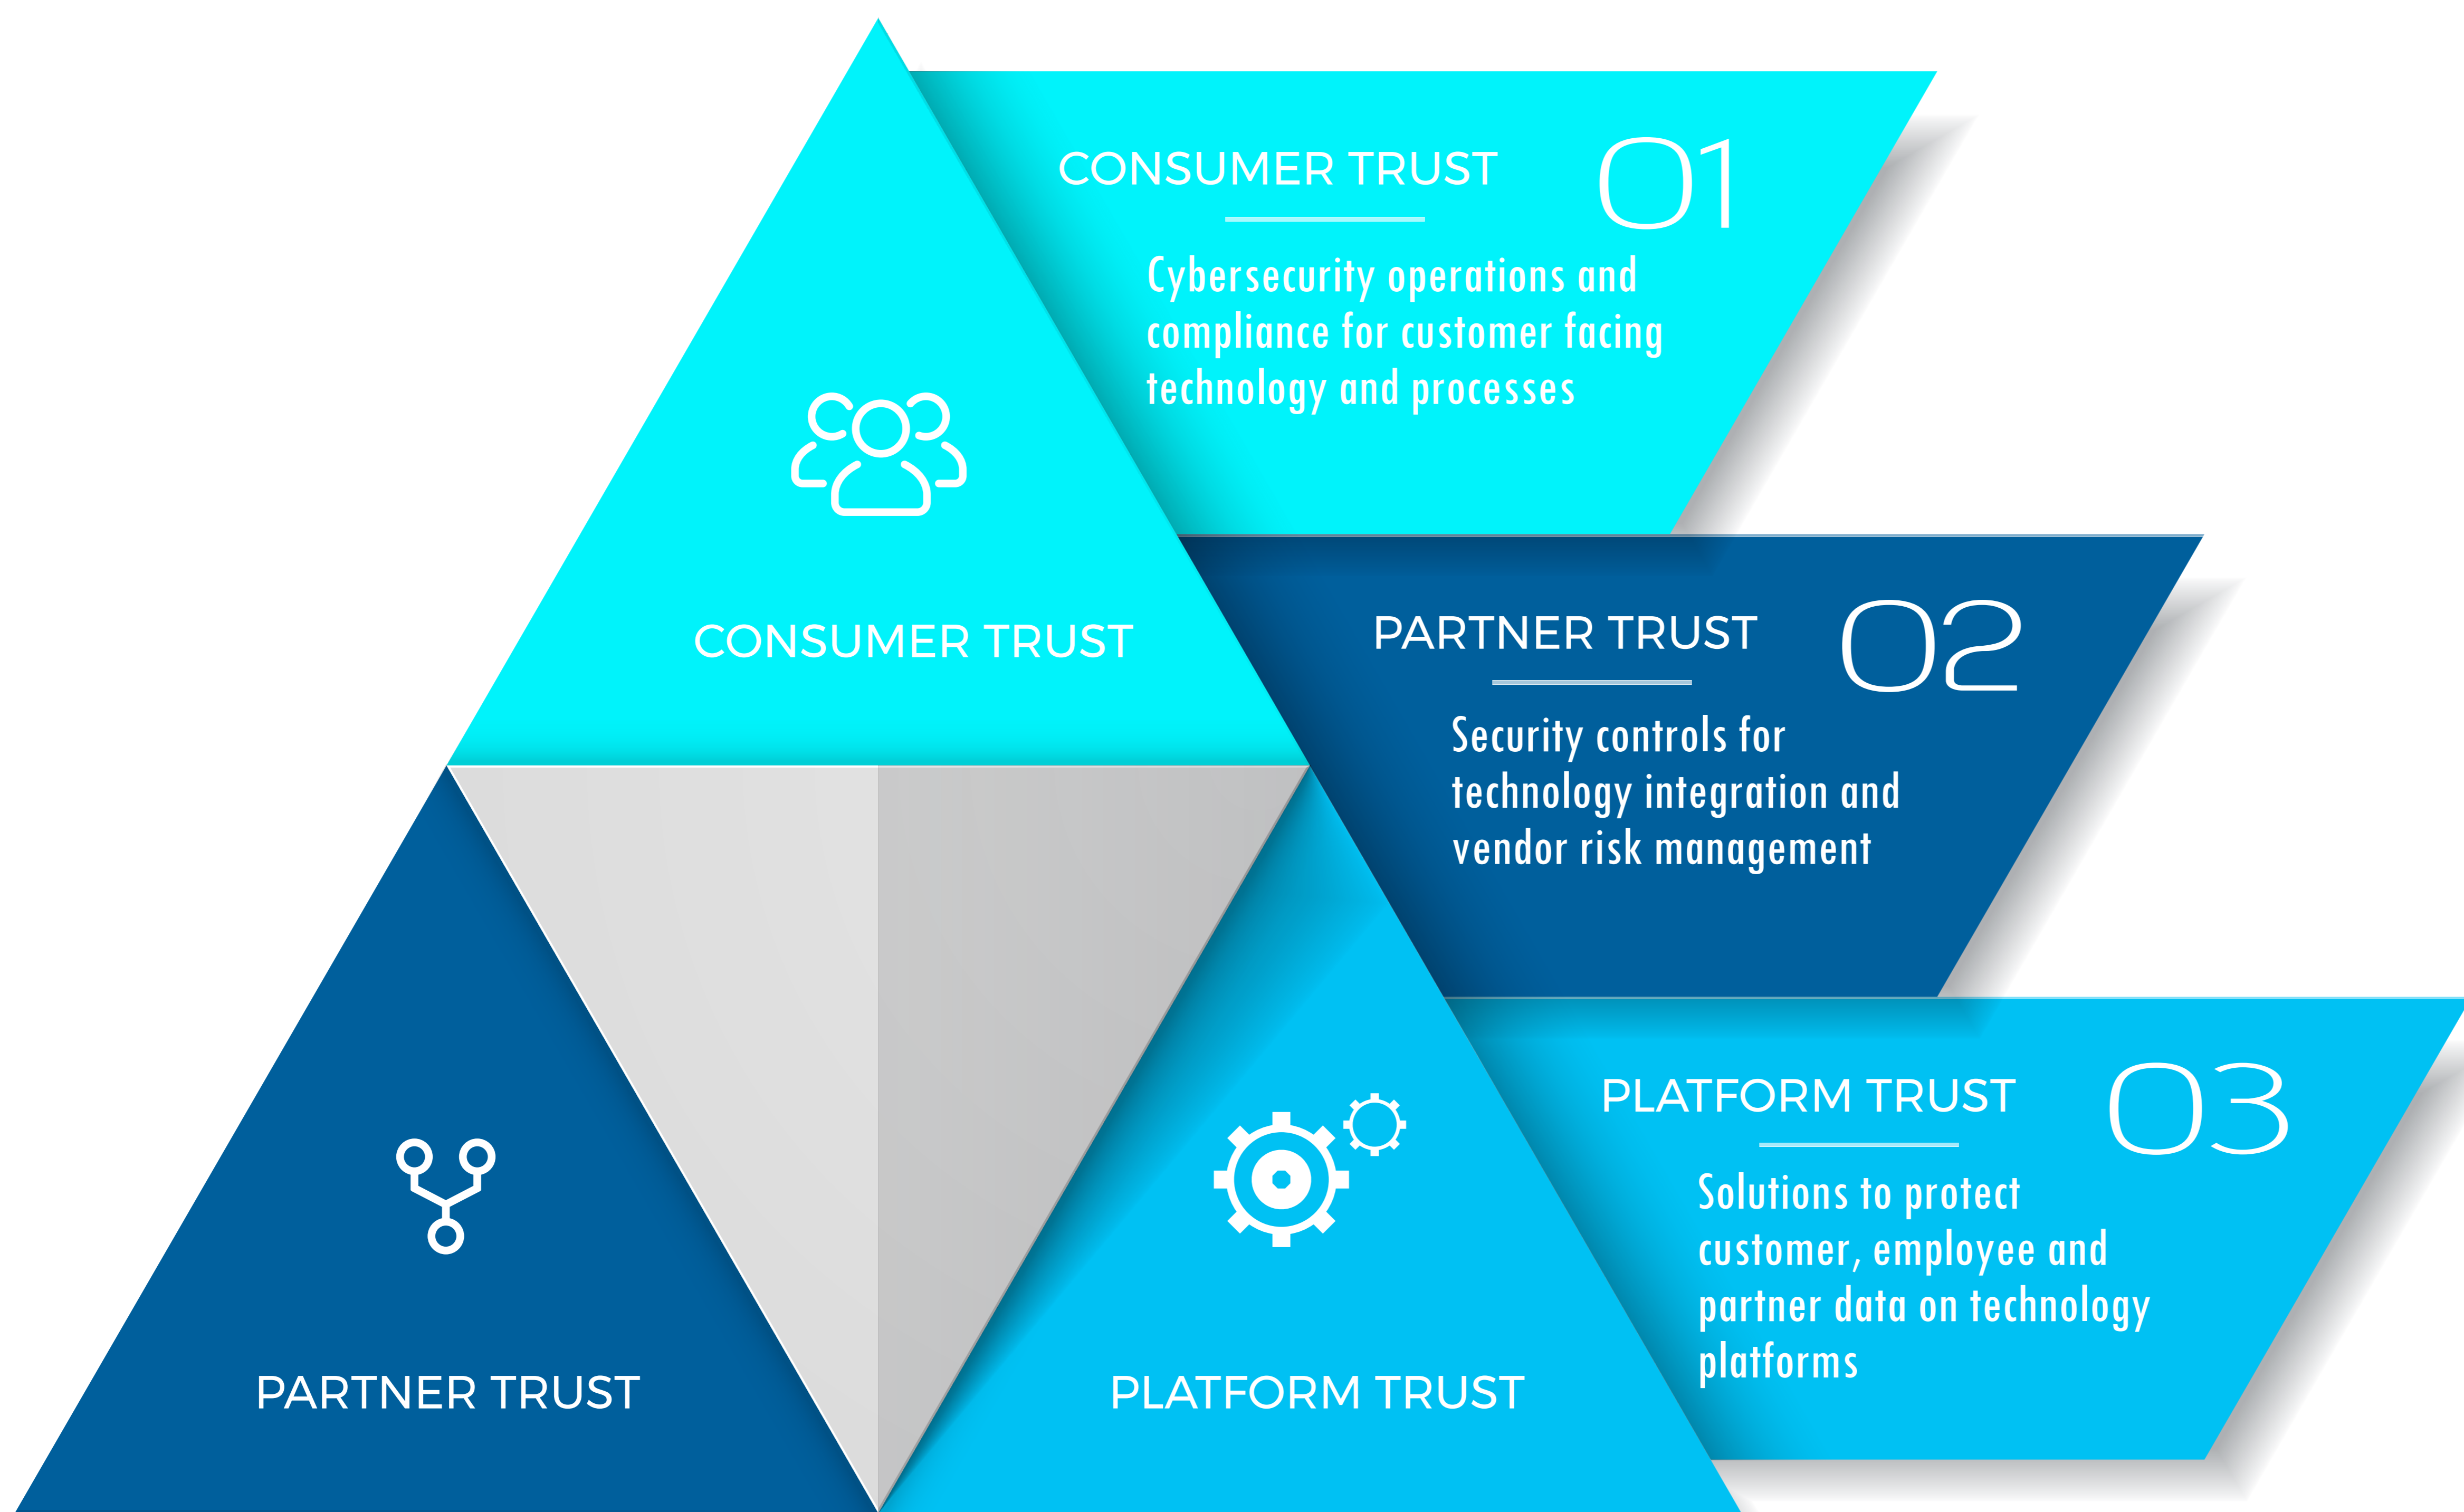 CONSUMER TRUST
01
Cybersecurity operations and
compliance for customer facing
technology and processes
CONSUMER TRUST
PARTNER TRUST
02
Security controls for
technology integration and
vendor risk management
PLATFORM TRUST
03
Solutions to protect
customer, employee and
partner data on technology
platforms
PARTNER TRUST
PLATFORM TRUST